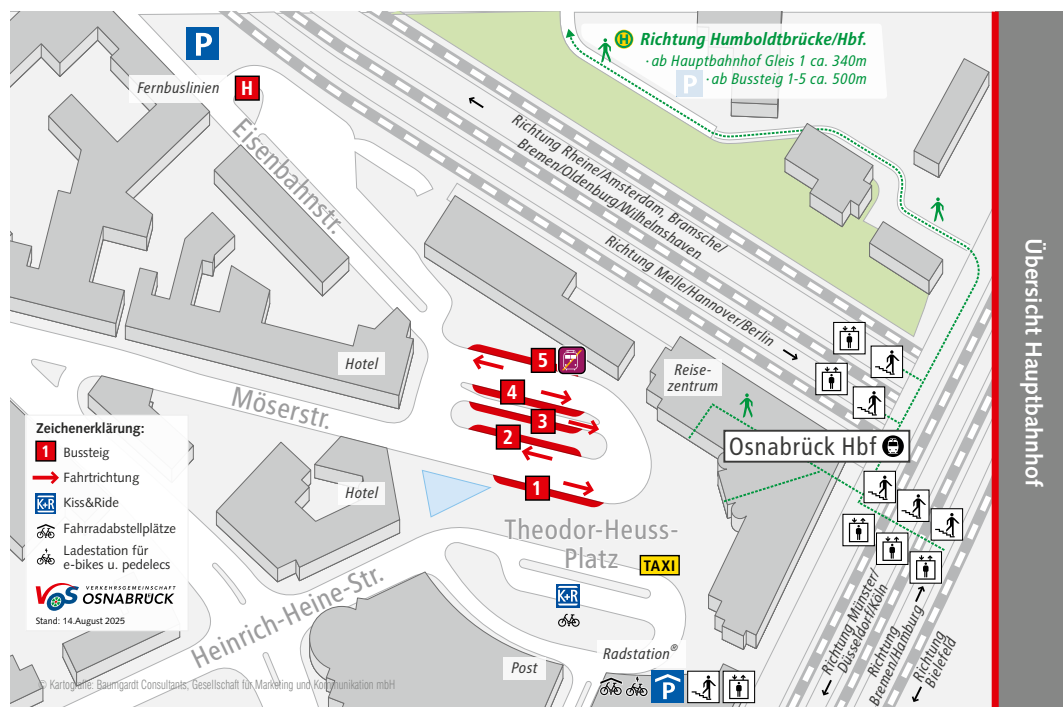 P
Fernbuslinien
H
Eisenbahnstr.
H Richtung Humboldtbrücke/Hbf.
· ab Hauptbahnhof Gleis 1 ca. 340m
P
· ab Bussteig 1-5 ca. 500m
Richtung Rheine/Amsterdam, Bramsche/
Bremen/Oldenburg/Wilhelmshaven
Richtung Melle/Hannover/Berlin
Übersicht Hauptbahnhof
Hotel
5
4
3
2
1
Reise-
zentrum
Möserstr.
Osnabrück Hbf
Hotel
Theodor-Heuss-
Platz
TAXI
K+R
Heinrich-Heine-Str.
Post
Radstation®
P
Richtung Münster/
Düsseldorf/Köln
Richtung
Bremen/Hamburg
Richtung
Bielefeld
Zeichenerklärung:
1 Bussteig
Fahrtrichtung
K+R Kiss&Ride
Fahrradabstellplätze
Ladestation für
e-bikes u. pedelecs
VOS VERKEHRSGEMEINSCHAFT
OSNABRÜCK
Stand: 14.August 2025
© Kartografie: Baumgardt Consultants, Gesellschaft für Marketing und Kommunikation mbH